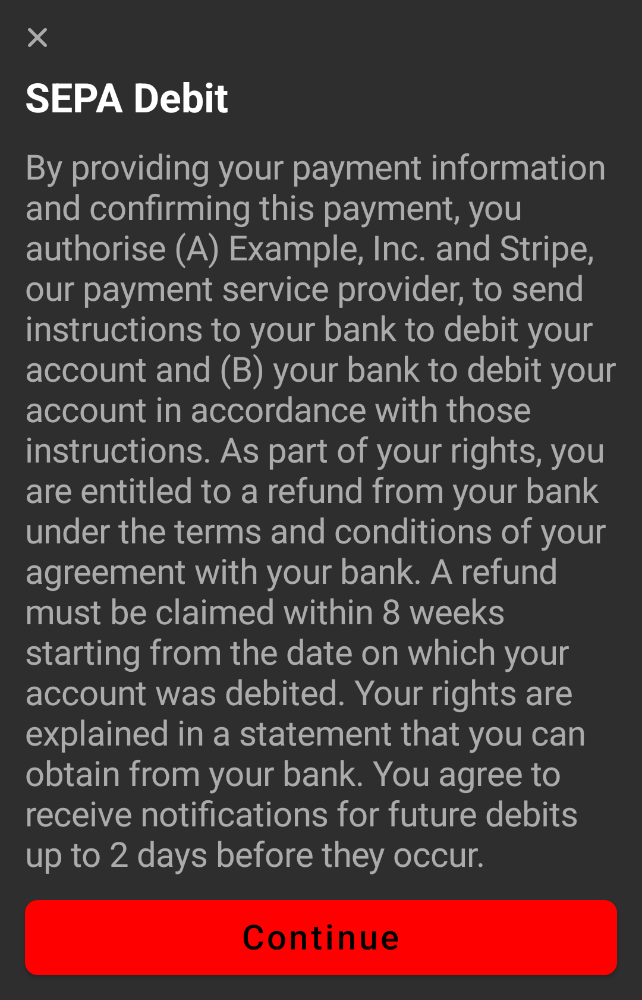 SEPA Debit
By providing your payment information
and confirming this payment, you
authorise (A) Example, Inc. and Stripe,
our payment service provider, to send
instructions to your bank to debit your
account and (B) your bank to debit your
account in accordance with those
instructions. As part of your rights, you
are entitled to a refund from your bank
under the terms and conditions of your
agreement with your bank. A refund
must be claimed within 8 weeks
starting from the date on which your
account was debited. Your rights are
explained in a statement that you can
obtain from your bank. You agree to
receive notifications for future debits
up to 2 days before they occur.
Continue